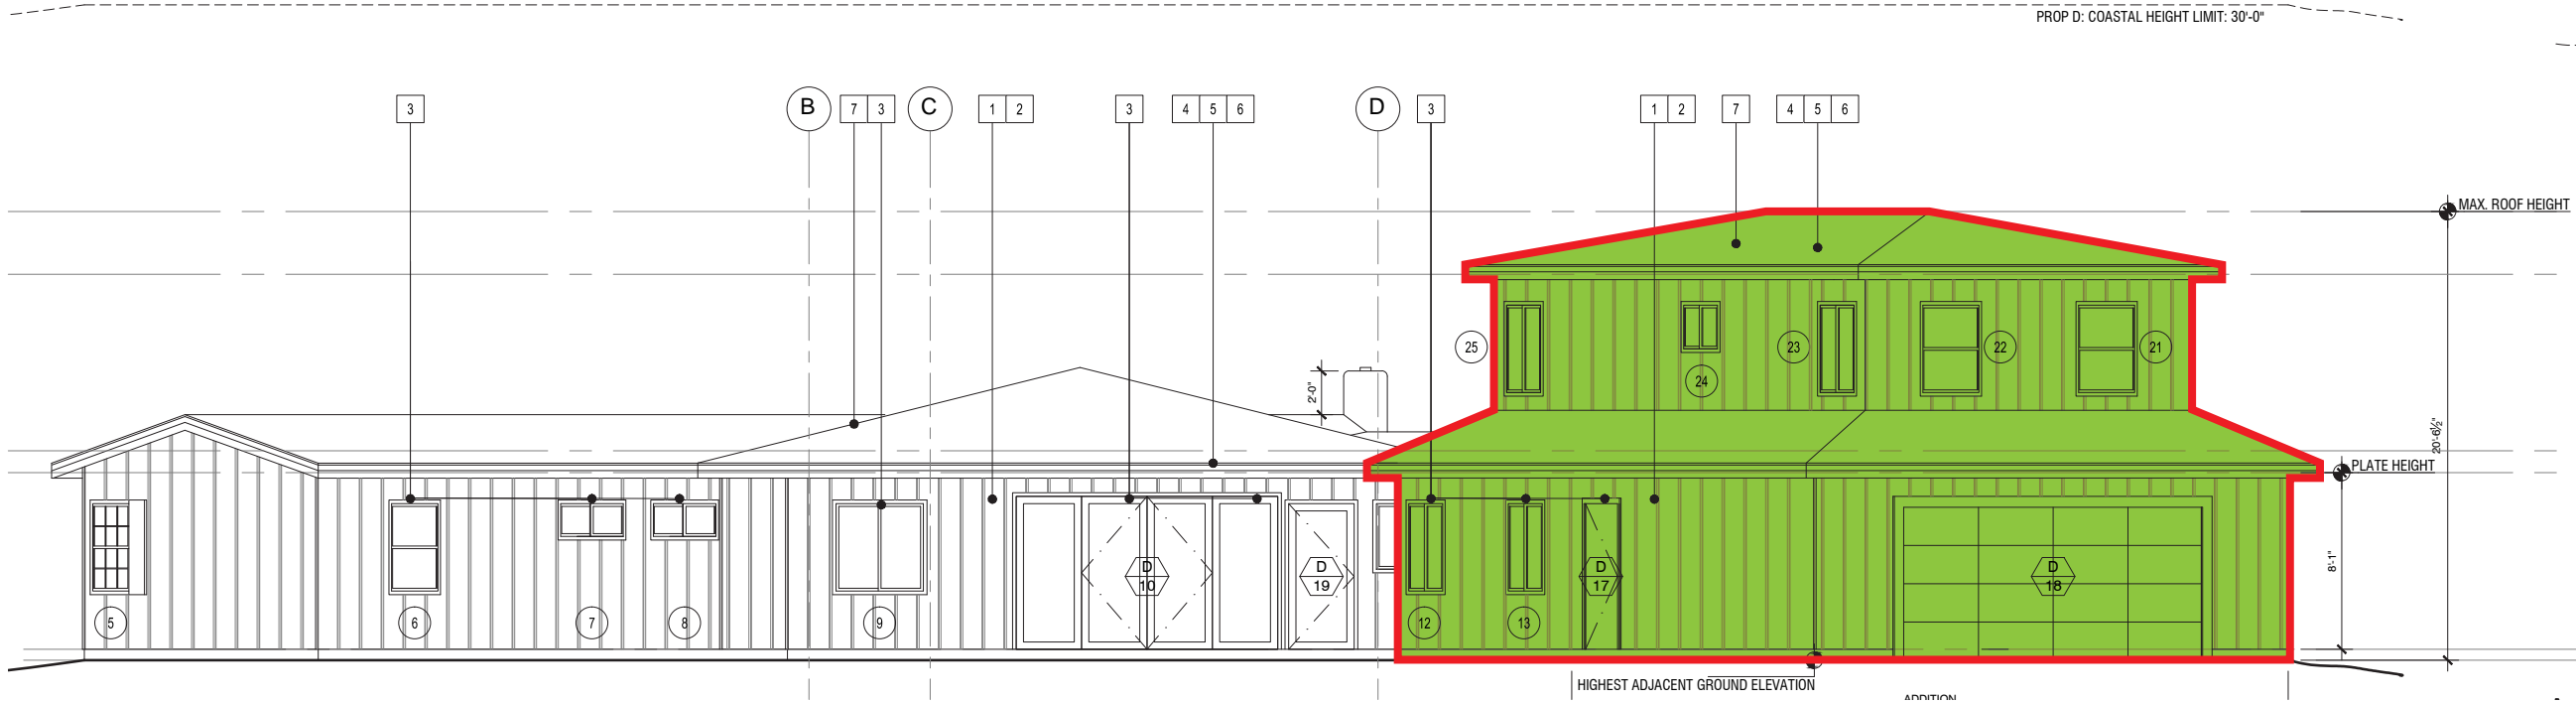 PROP D: COASTAL HEIGHT LIMIT: 30'-0"
3
B
7 3
C
1 2
3
4 5 6
D
3
1 2
7
4 5 6
MAX. ROOF HEIGHT
25
24
23
22
21
2'-0"
20'-6½"
PLATE HEIGHT
8'-1"
D
10
D
19
D
17
D
18
5
6
7
8
9
12
13
HIGHEST ADJACENT GROUND ELEVATION
ADDITION